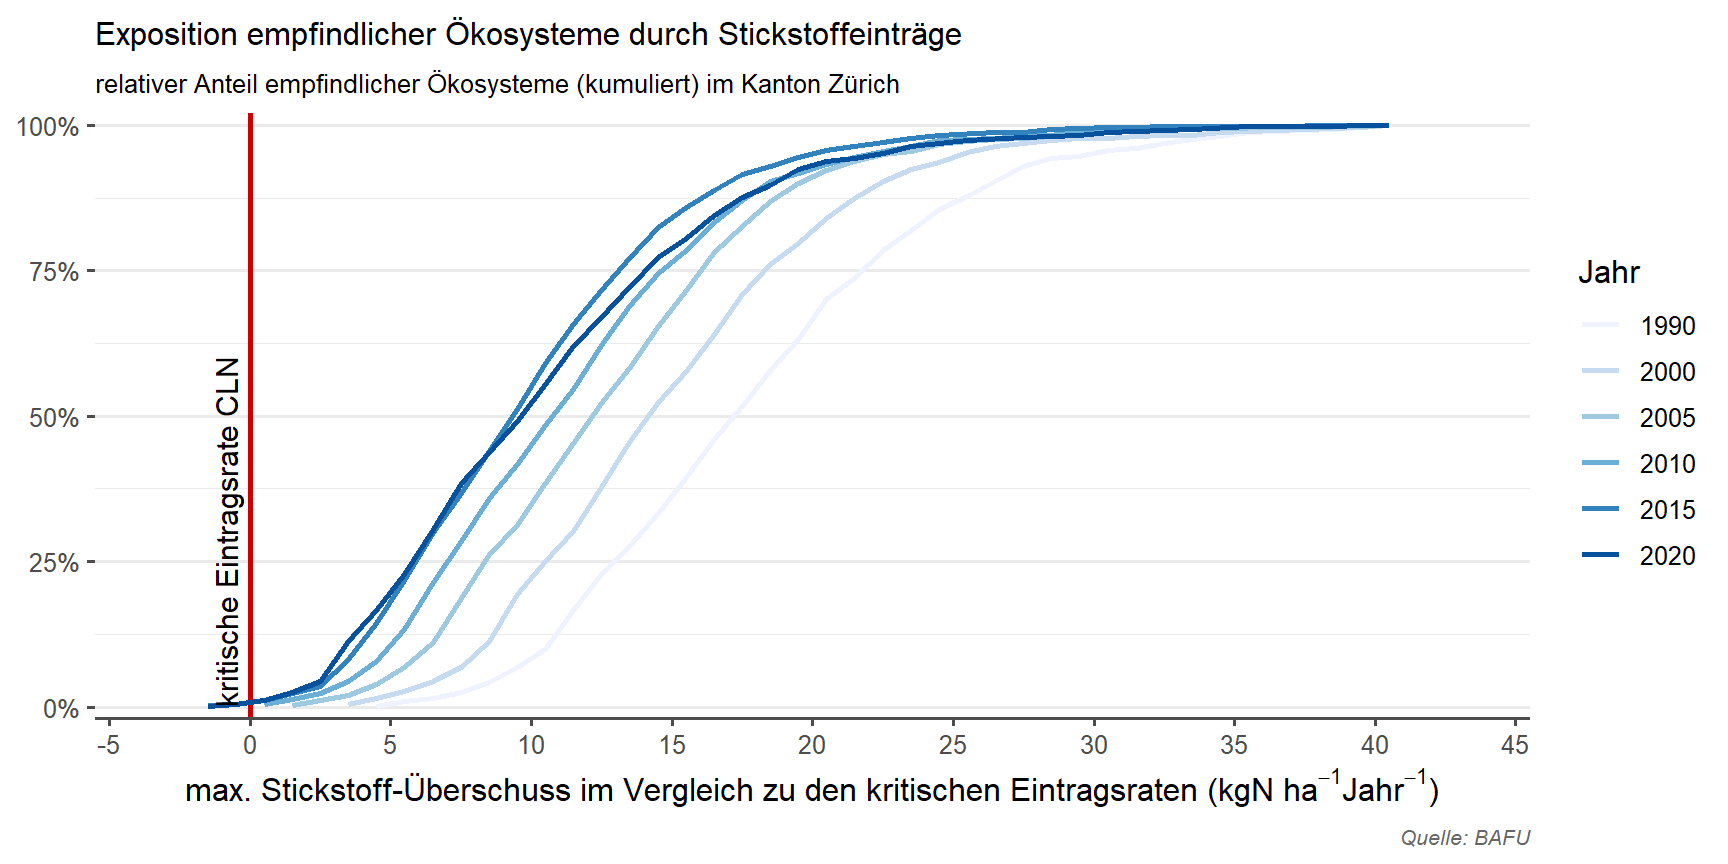 Exposition empfindlicher Ökosysteme durch Stickstoffeinträge
relativer Anteil empfindlicher Ökosysteme (kumuliert) im Kanton Zürich
100%
75%
50%
25%
0%
kritische Eintragsrate CLN
-5 0 5 10 15 20 25 30 35 40 45
max. Stickstoff-Überschuss im Vergleich zu den kritischen Eintragsraten (kgN ha⁻¹Jahr⁻¹)
Jahr
1990
2000
2005
2010
2015
2020
Quelle: BAFU